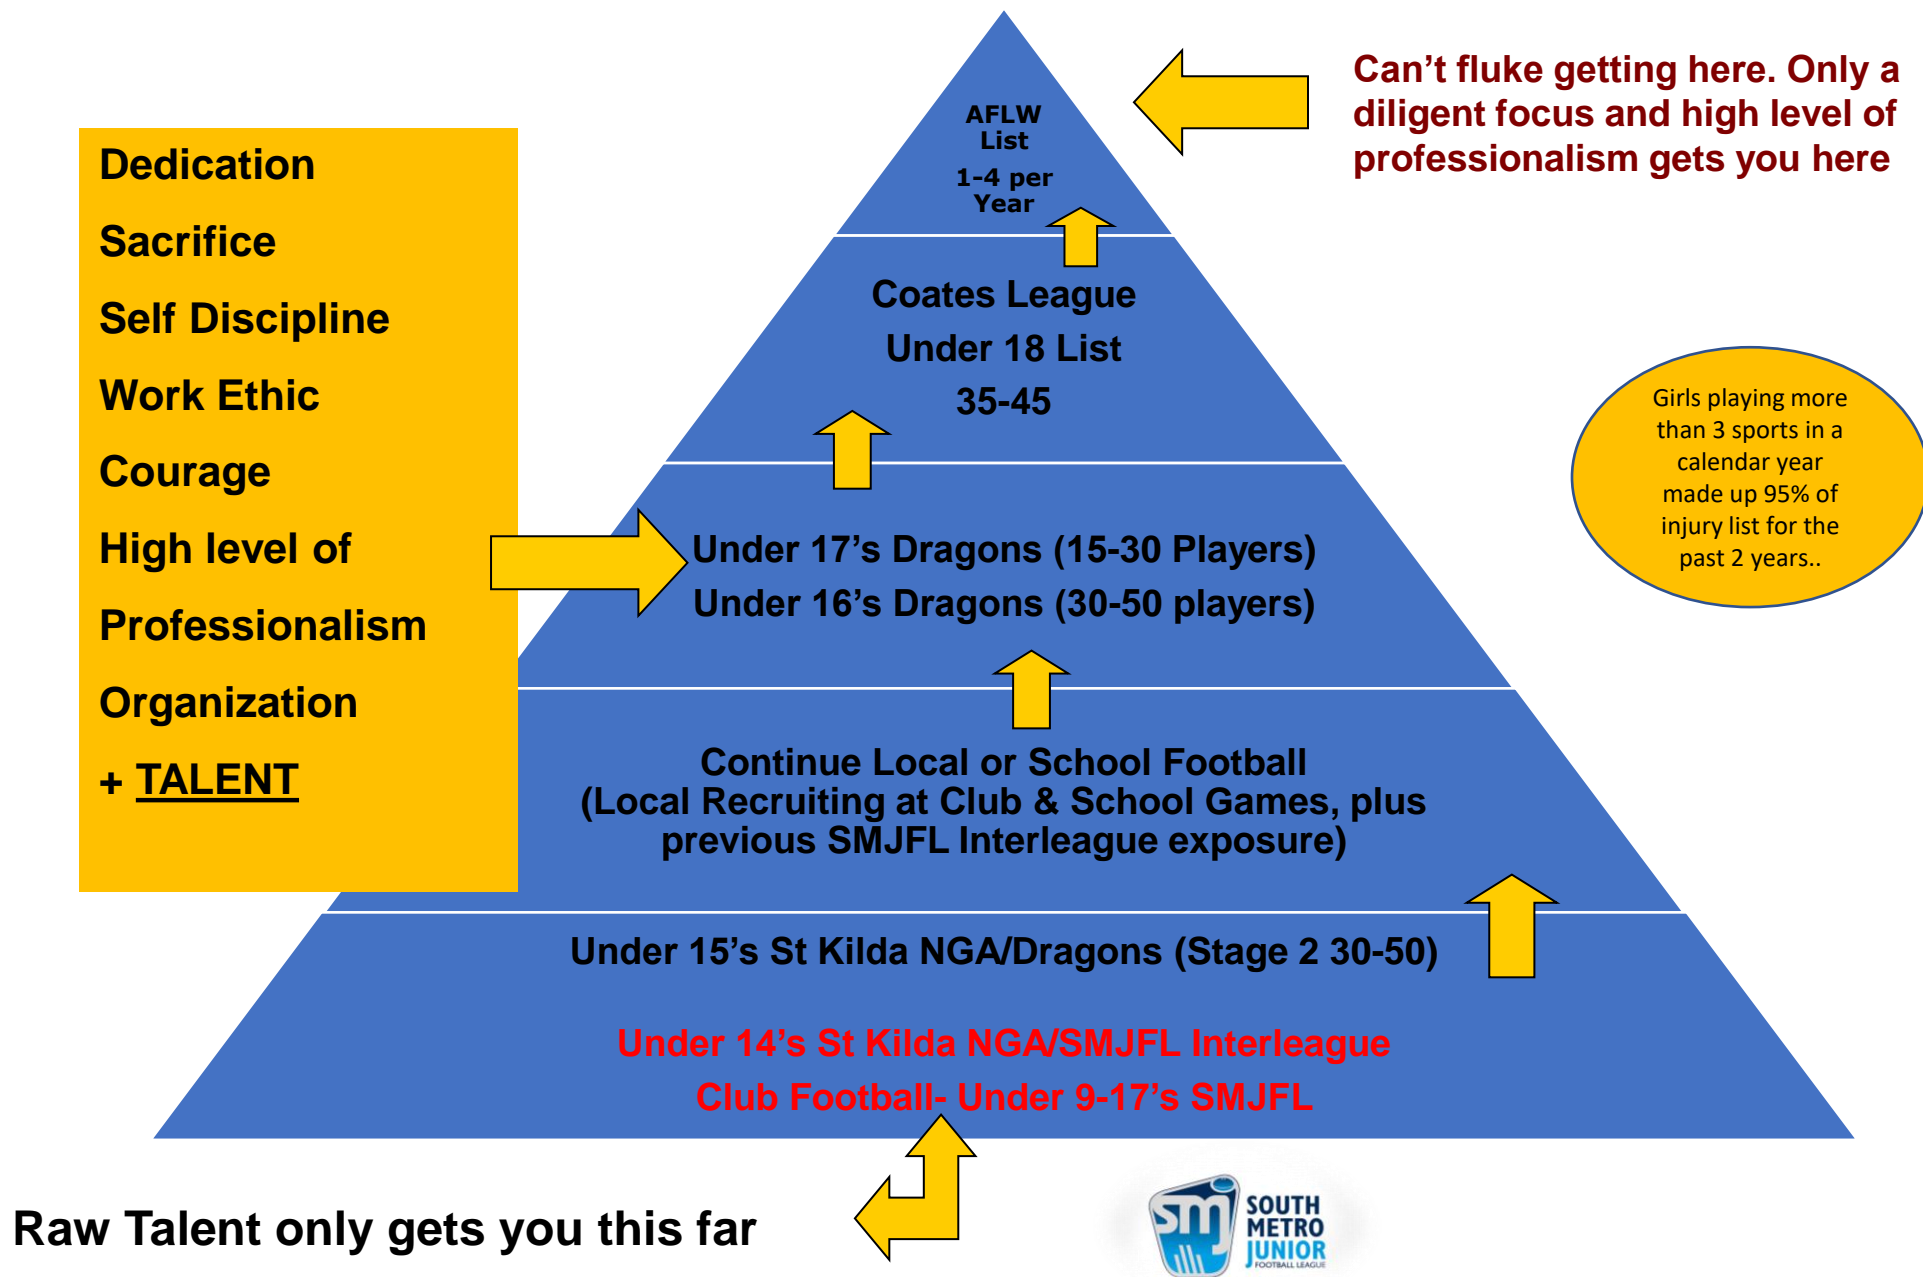 Can’t fluke getting here. Only a
diligent focus and high level of
professionalism gets you here
AFLW
List
1-4 per
Year
Dedication
Sacrifice
Self Discipline
Work Ethic
Courage
High level of
Professionalism
Organization
+ TALENT
Coates League
Under 18 List
35-45
Girls playing more
than 3 sports in a
calendar year
made up 95% of
injury list for the
past 2 years..
Under 17’s Dragons (15-30 Players)
Under 16’s Dragons (30-50 players)
Continue Local or School Football
(Local Recruiting at Club & School Games, plus
previous SMJFL Interleague exposure)
Under 15’s St Kilda NGA/Dragons (Stage 2 30-50)
Under 14’s St Kilda NGA/SMJFL Interleague
Club Football- Under 9-17’s SMJFL
Raw Talent only gets you this far
smj
SOUTH
METRO
JUNIOR
FOOTBALL LEAGUE